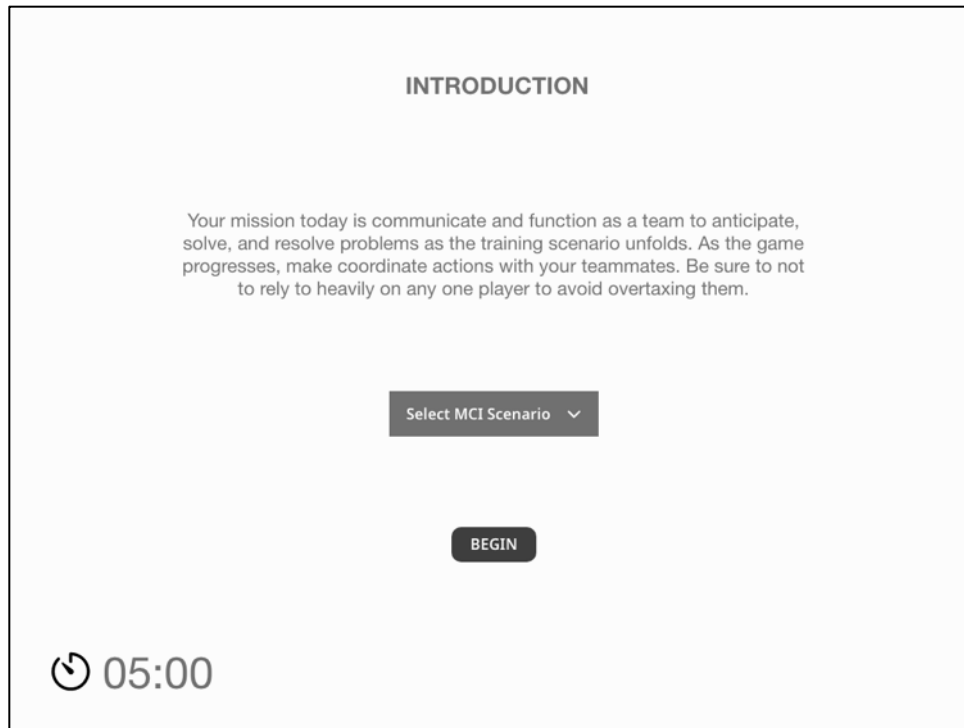 INTRODUCTION
Your mission today is communicate and function as a team to anticipate,
solve, and resolve problems as the training scenario unfolds. As the game
progresses, make coordinate actions with your teammates. Be sure to not
to rely to heavily on any one player to avoid overtaxing them.
Select MCI Scenario
BEGIN
05:00